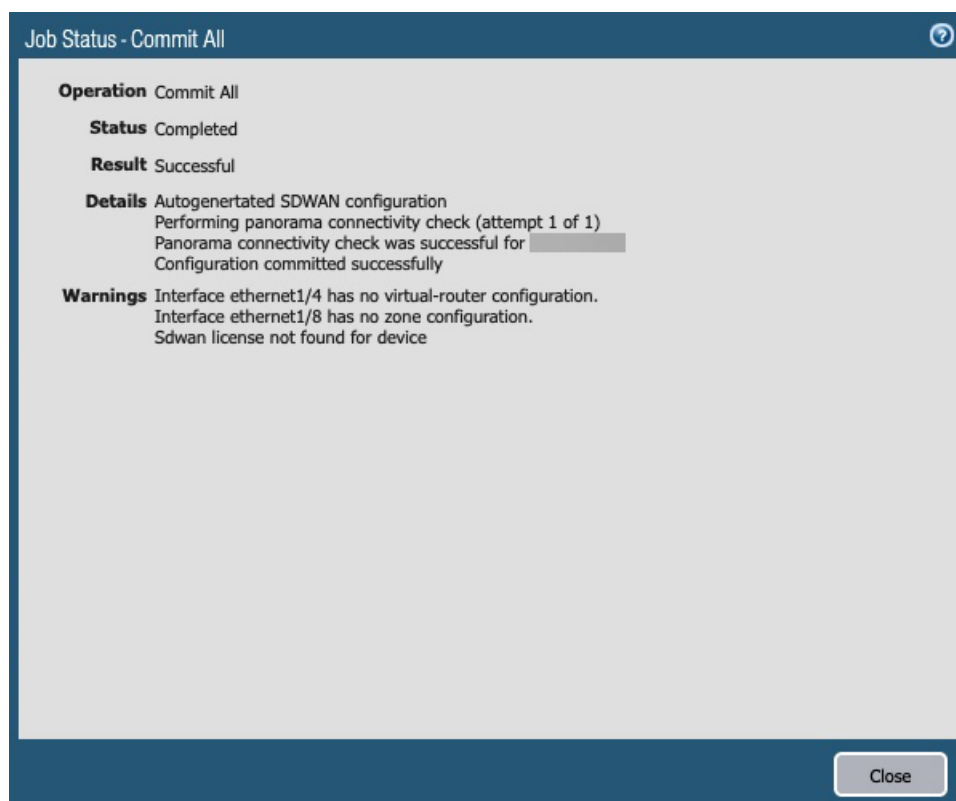 Job Status - Commit All
Operation Commit All
Status Completed
Result Successful
Details Autogenertated SDWAN configuration
Performing panorama connectivity check (attempt 1 of 1)
Panorama connectivity check was successful for
Configuration committed successfully
Warnings Interface ethernet1/4 has no virtual-router configuration.
Interface ethernet1/8 has no zone configuration.
Sdwan license not found for device
Close